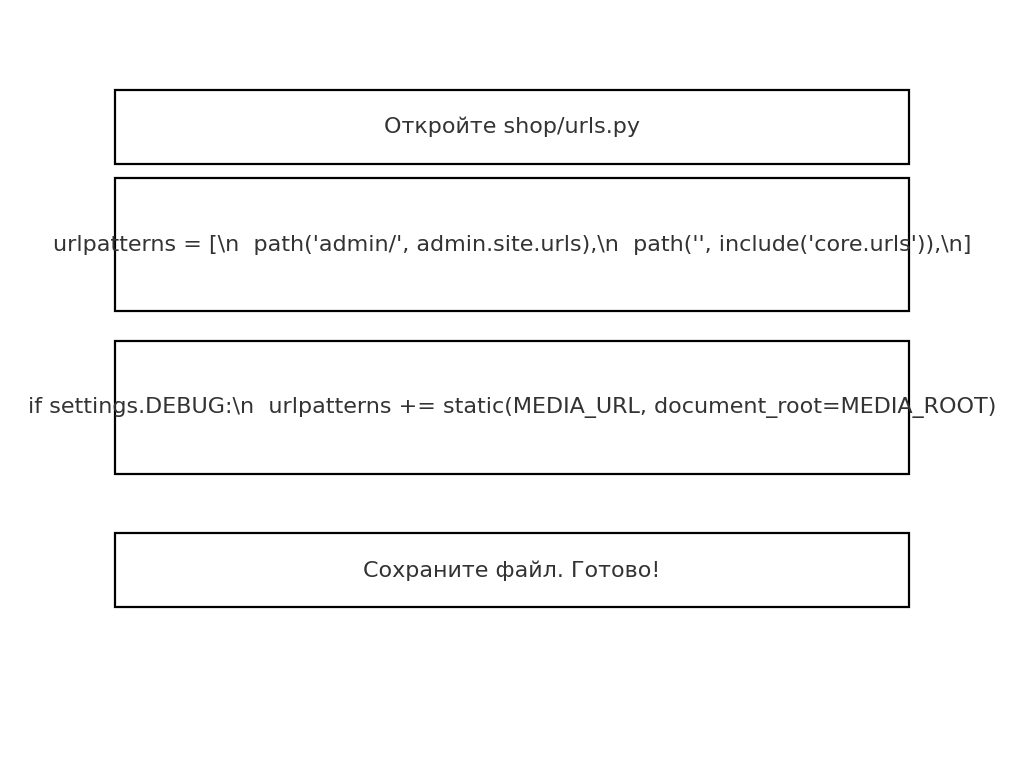 Откройте shop/urls.py
urlpatterns = [\n  path('admin/', admin.site.urls),\n  path('', include('core.urls')),\n]
if settings.DEBUG:\n  urlpatterns += static(MEDIA_URL, document_root=MEDIA_ROOT)
Сохраните файл. Готово!